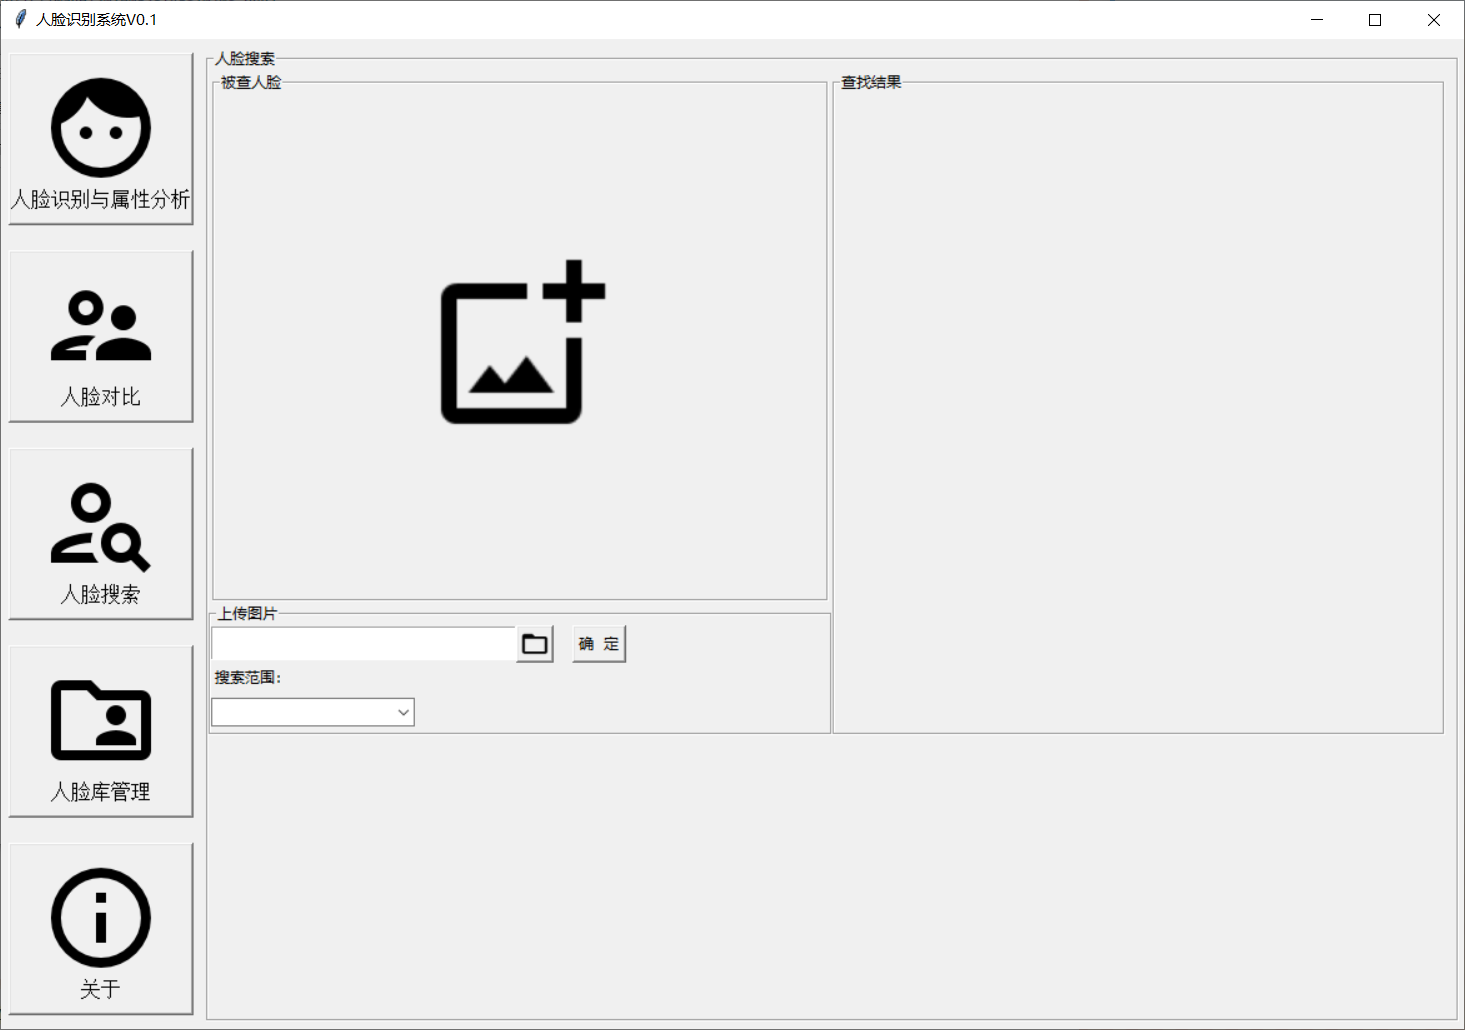 人脸识别系统V0.1
人脸识别与属性分析
人脸对比
人脸搜索
人脸库管理
关于
人脸搜索
被查人脸
查找结果
上传图片
确 定
搜索范围：